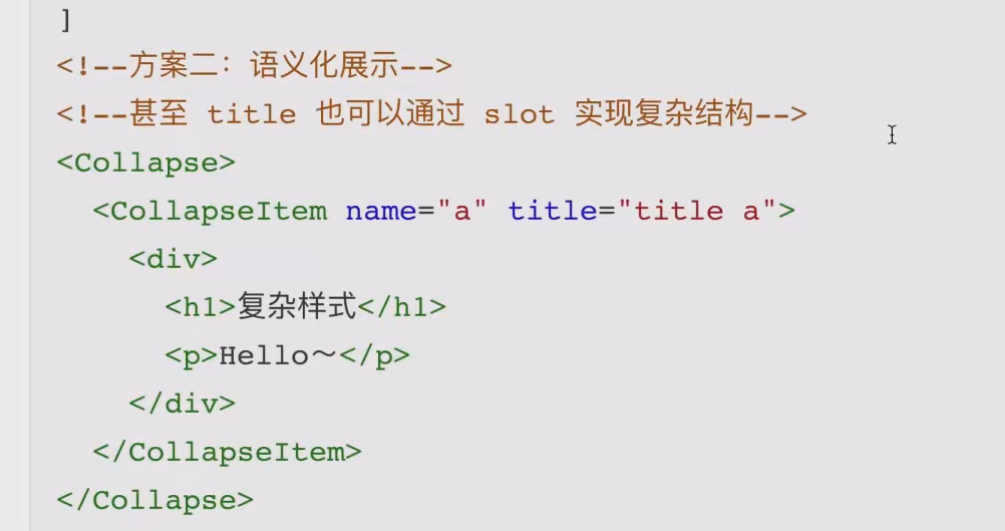 ]
<!--方案二：语义化展示-->
<!--甚至 title 也可以通过 slot 实现复杂结构-->
<Collapse>
  <CollapseItem name="a" title="title a">
    <div>
      <h1>复杂样式</h1>
      <p>Hello～</p>
    </div>
  </CollapseItem>
</Collapse>